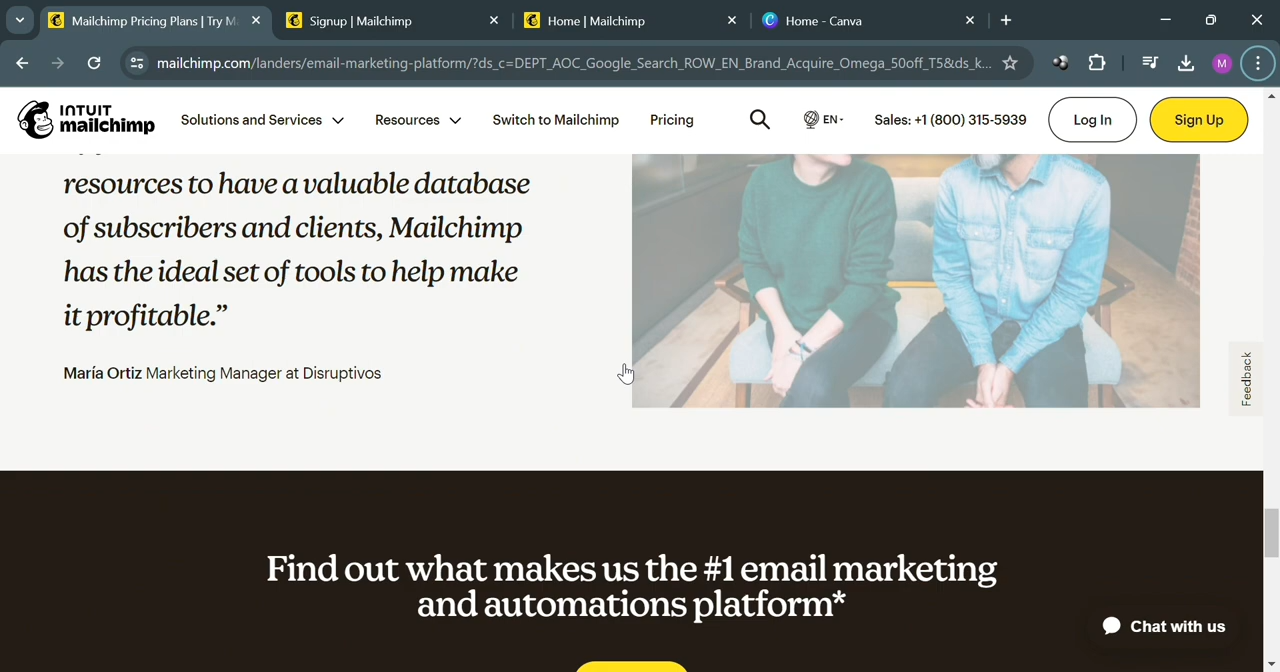 Mailchimp Pricing Plans | Try M
Signup | Mailchimp
Home | Mailchimp
Home - Canva
mailchimp.com/landers/email-marketing-platform/?ds_c=DEPT_AOC_Google_Search_ROW_EN_Brand_Acquire_Omega_50off_T5&ds_k...
M
INTUIT
mailchimp
Solutions and Services
Resources
Switch to Mailchimp
Pricing
EN
Sales: +1 (800) 315-5939
Log In
Sign Up
resources to have a valuable database
of subscribers and clients, Mailchimp
has the ideal set of tools to help make
it profitable.”
María Ortiz Marketing Manager at Disruptivos
Feedback
Find out what makes us the #1 email marketing
and automations platform*
Chat with us